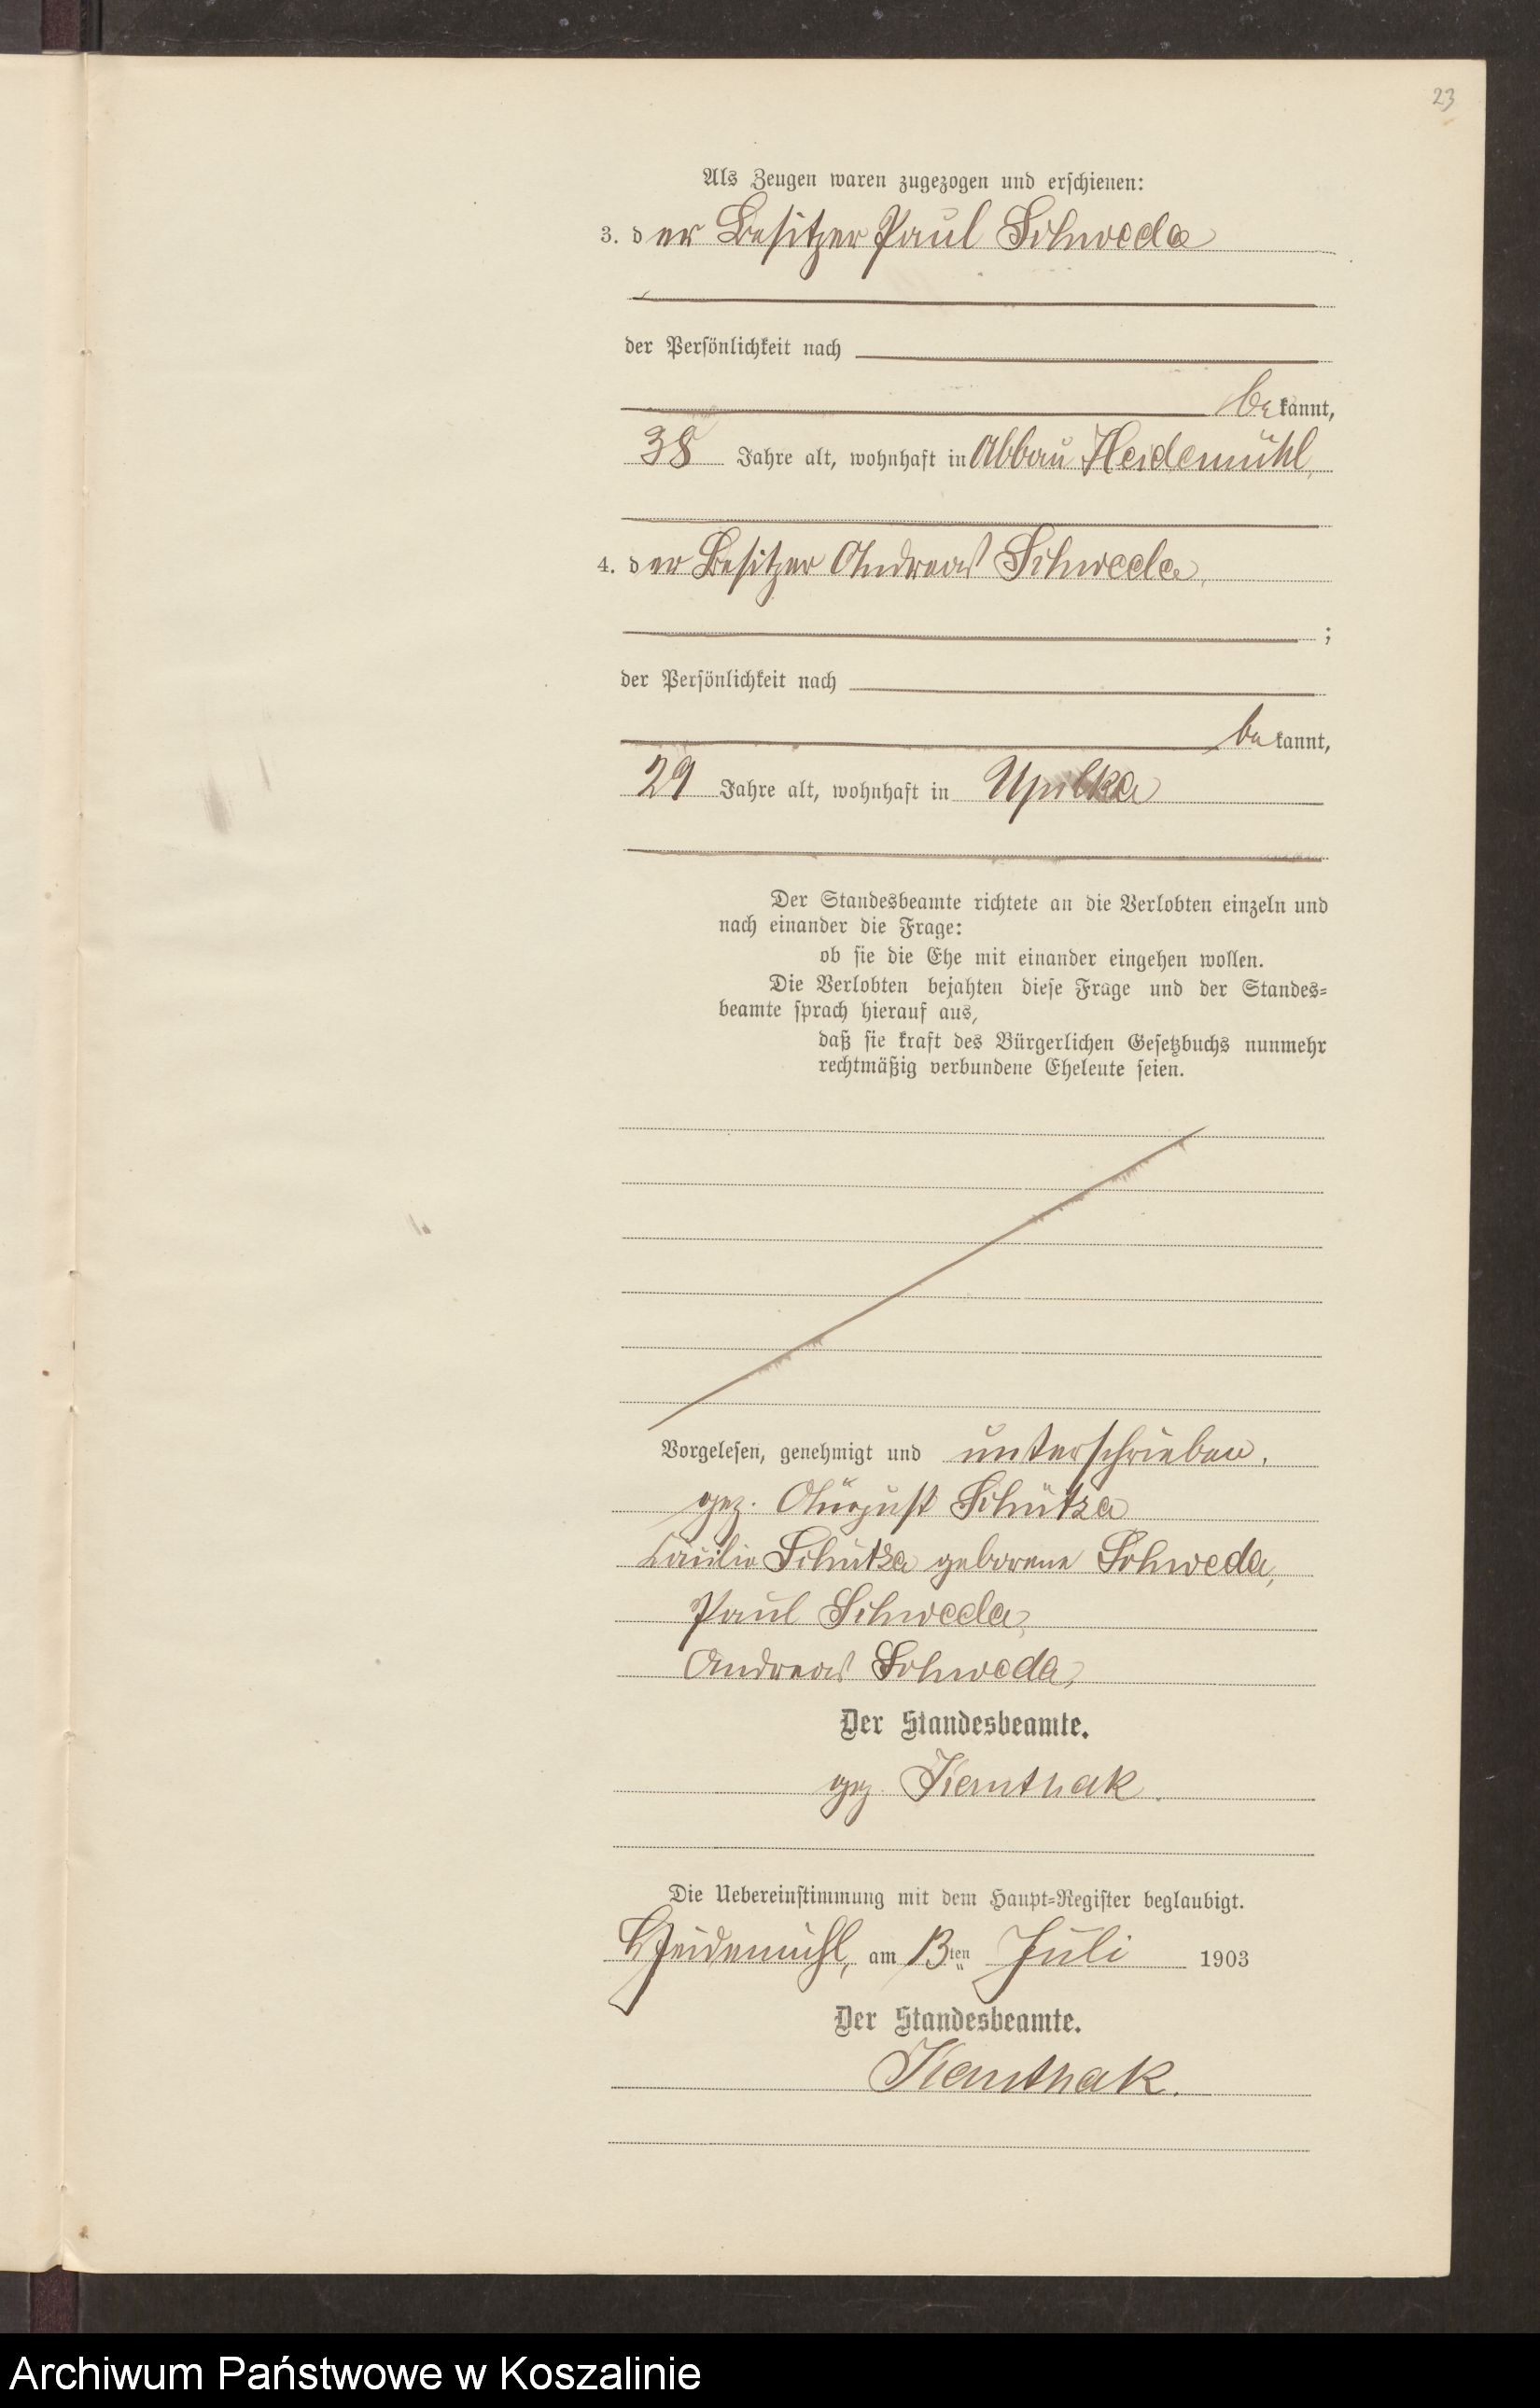 23
Als Zeugen waren zugezogen und erschienen:
3. der Besitzer Paul Schweda
der Persönlichkeit nach
bekannt,
38 Jahre alt, wohnhaft in Abbau Heidemühl,
4. der Besitzer Andreas Schweda,
;
der Persönlichkeit nach
bekannt,
29 Jahre alt, wohnhaft in Upilka
Der Standesbeamte richtete an die Verlobten einzeln und
nach einander die Frage:
ob sie die Ehe mit einander eingehen wollen.
Die Verlobten bejahten diese Frage und der Standes=
beamte sprach hierauf aus,
daß sie kraft des Bürgerlichen Gesetzbuchs nunmehr
rechtmäßig verbundene Eheleute seien.
Vorgelesen, genehmigt und unterschrieben.
gez. August Schütza
Cäcilie Schütza geborene Schweda,
Paul Schweda,
Andreas Schweda,
Der Standesbeamte.
gez.
Die Uebereinstimmung mit dem Haupt=Register beglaubigt.
Heidemühl, am 13ten Juli 1903
Der Standesbeamte.
Archiwum Państwowe w Koszalinie